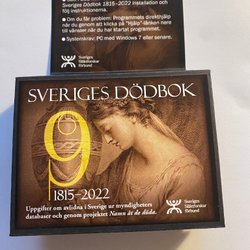 Sveriges Dödbok 1815-2022 installation och
följ instruktionerna.
• Om du får problem: Programmets direkthjälp
når du genom att klicka på "Hjälp" länken nere
till vänster när du har startat programmet.
• Systemkrav: PC med Windows 7 eller senare.
Sveriges
Släktforskar
förbund
SVERIGES DÖDBOK
9
1815–2022
Uppgifter om avlidna i Sverige ur myndigheters
databaser och genom projektet Namn åt de döda.
Sveriges
Släktforskar
förbund